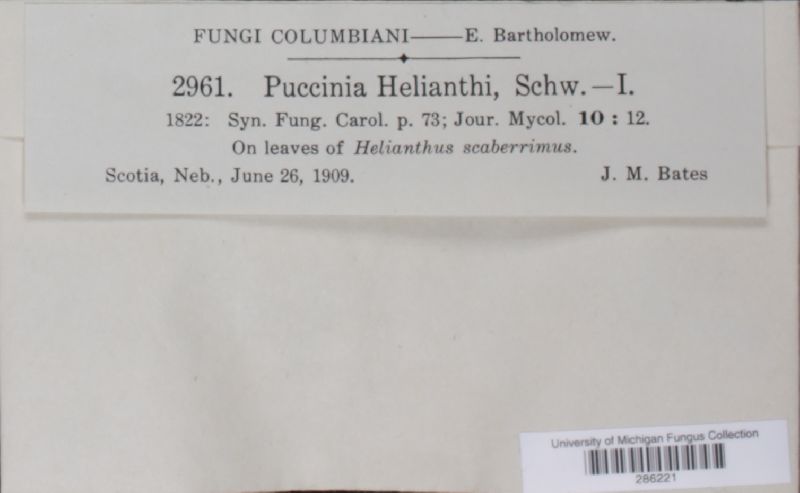 FUNGI COLUMBIANI——E. Bartholomew.
2961. Puccinia Helianthi, Schw.—I.
1822: Syn. Fung. Carol. p. 73; Jour. Mycol. 10 : 12.
On leaves of Helianthus scaberrimus.
Scotia, Neb., June 26, 1909. J. M. Bates
University of Michigan Fungus Collection
286221